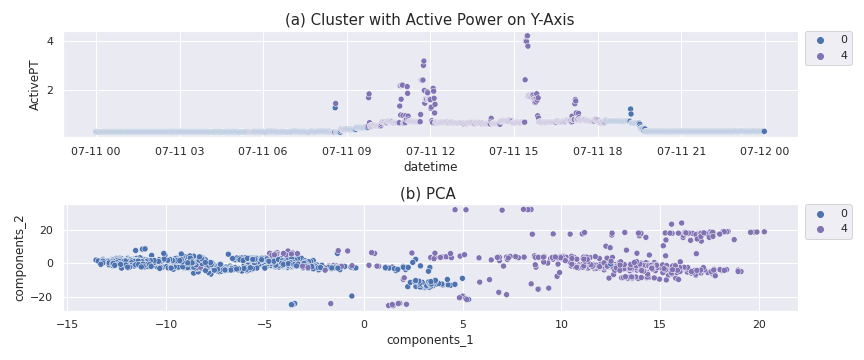 (a) Cluster with Active Power on Y-Axis
0
4
4
2
ActivePT
07-11 00 07-11 03 07-11 06 07-11 09 07-11 12 07-11 15 07-11 18 07-11 21 07-12 00
datetime
(b) PCA
0
4
20
0
−20
components_2
−15 −10 −5 0 5 10 15 20
components_1